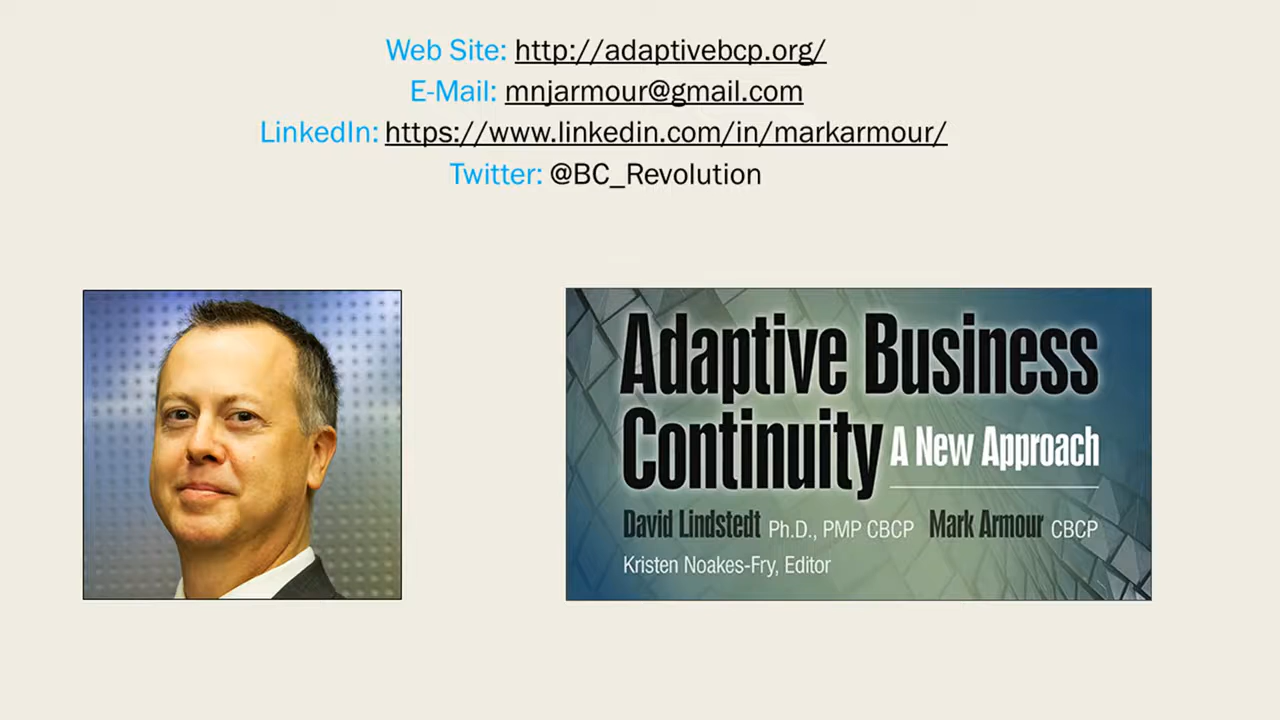 Web Site: http://adaptivebcp.org/
E-Mail: mnjarmour@gmail.com
LinkedIn: https://www.linkedin.com/in/markarmour/
Twitter: @BC_Revolution
Adaptive Business
Continuity A New Approach
David Lindstedt Ph.D., PMP CBCP Mark Armour CBCP
Kristen Noakes-Fry, Editor